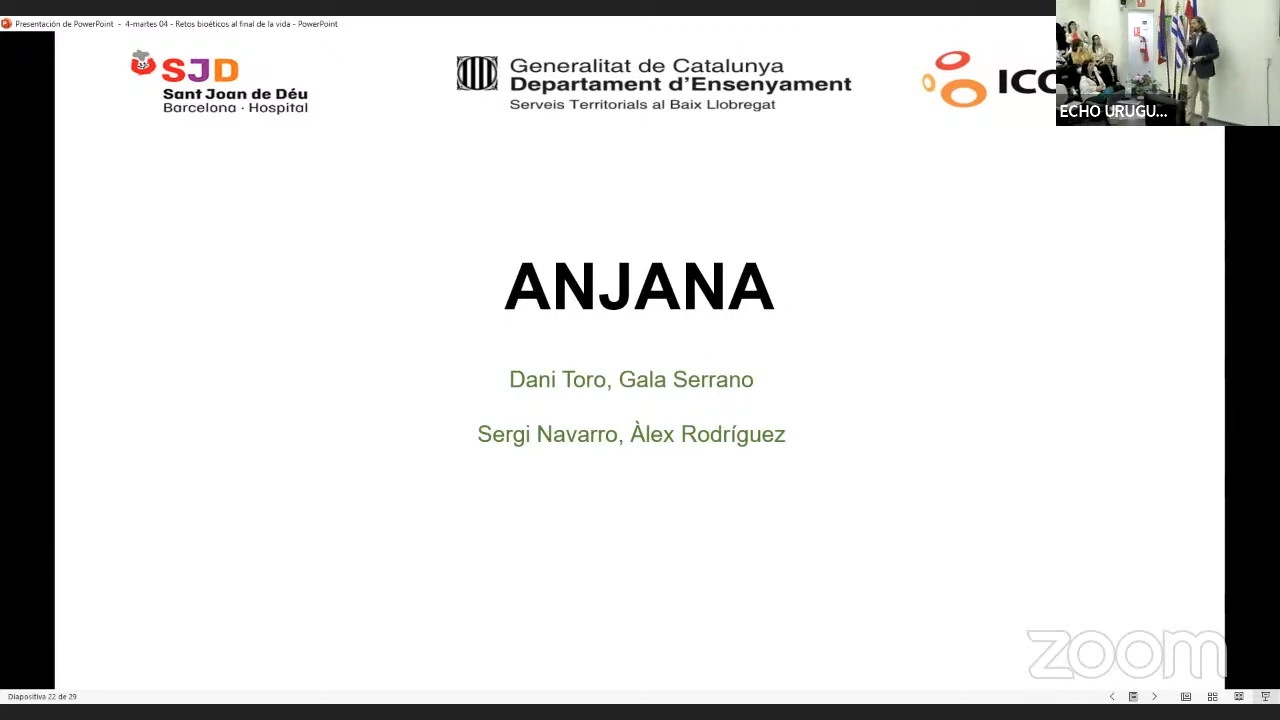 Presentación de PowerPoint - 4-martes 04 - Retos bioéticos al final de la vida - PowerPoint
SJD
Sant Joan de Déu
Barcelona · Hospital
Generalitat de Catalunya
Departament d'Ensenyament
Serveis Territorials al Baix Llobregat
ICO
ECHO URUGU...
ANJANA
Dani Toro, Gala Serrano
Sergi Navarro, Àlex Rodríguez
zoom
Diapositiva 22 de 29